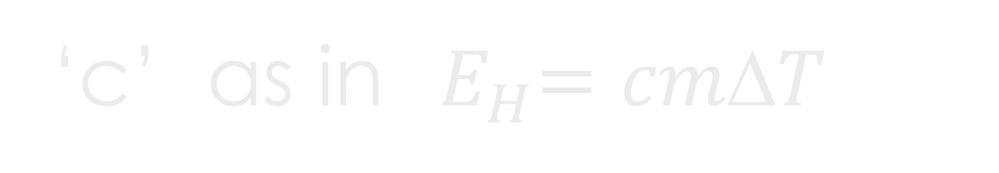 ‘c’ as in E_H = cmΔT